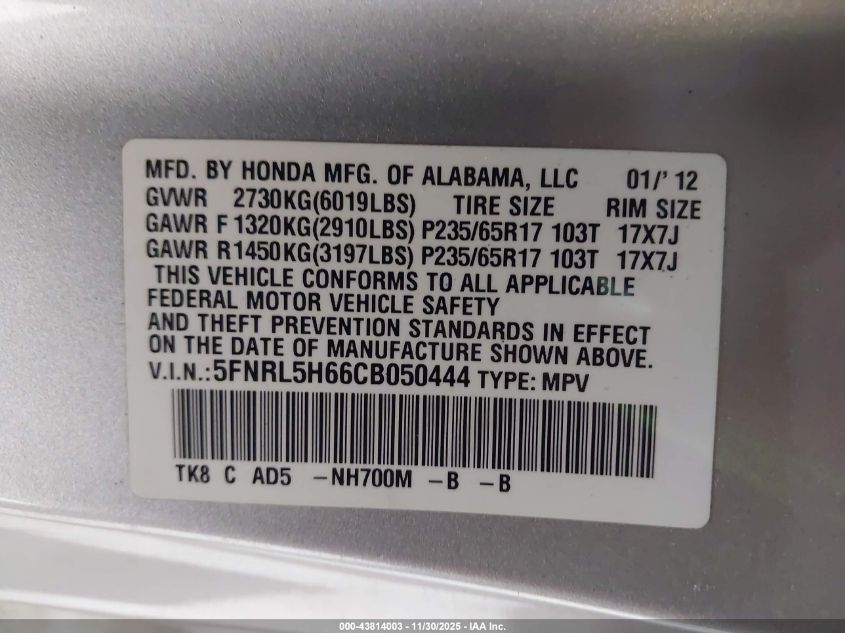 MFD. BY HONDA MFG. OF ALABAMA, LLC 01/' 12
GVWR 2730KG(6019LBS) TIRE SIZE RIM SIZE
GAWR F 1320KG(2910LBS) P235/65R17 103T 17X7J
GAWR R1450KG(3197LBS) P235/65R17 103T 17X7J
THIS VEHICLE CONFORMS TO ALL APPLICABLE
FEDERAL MOTOR VEHICLE SAFETY
AND THEFT PREVENTION STANDARDS IN EFFECT
ON THE DATE OF MANUFACTURE SHOWN ABOVE.
V.I.N.:5FNRL5H66CB050444 TYPE: MPV
TK8 C AD5 -NH700M -B -B
000-43814003 - 11/30/2025 - IAA Inc.